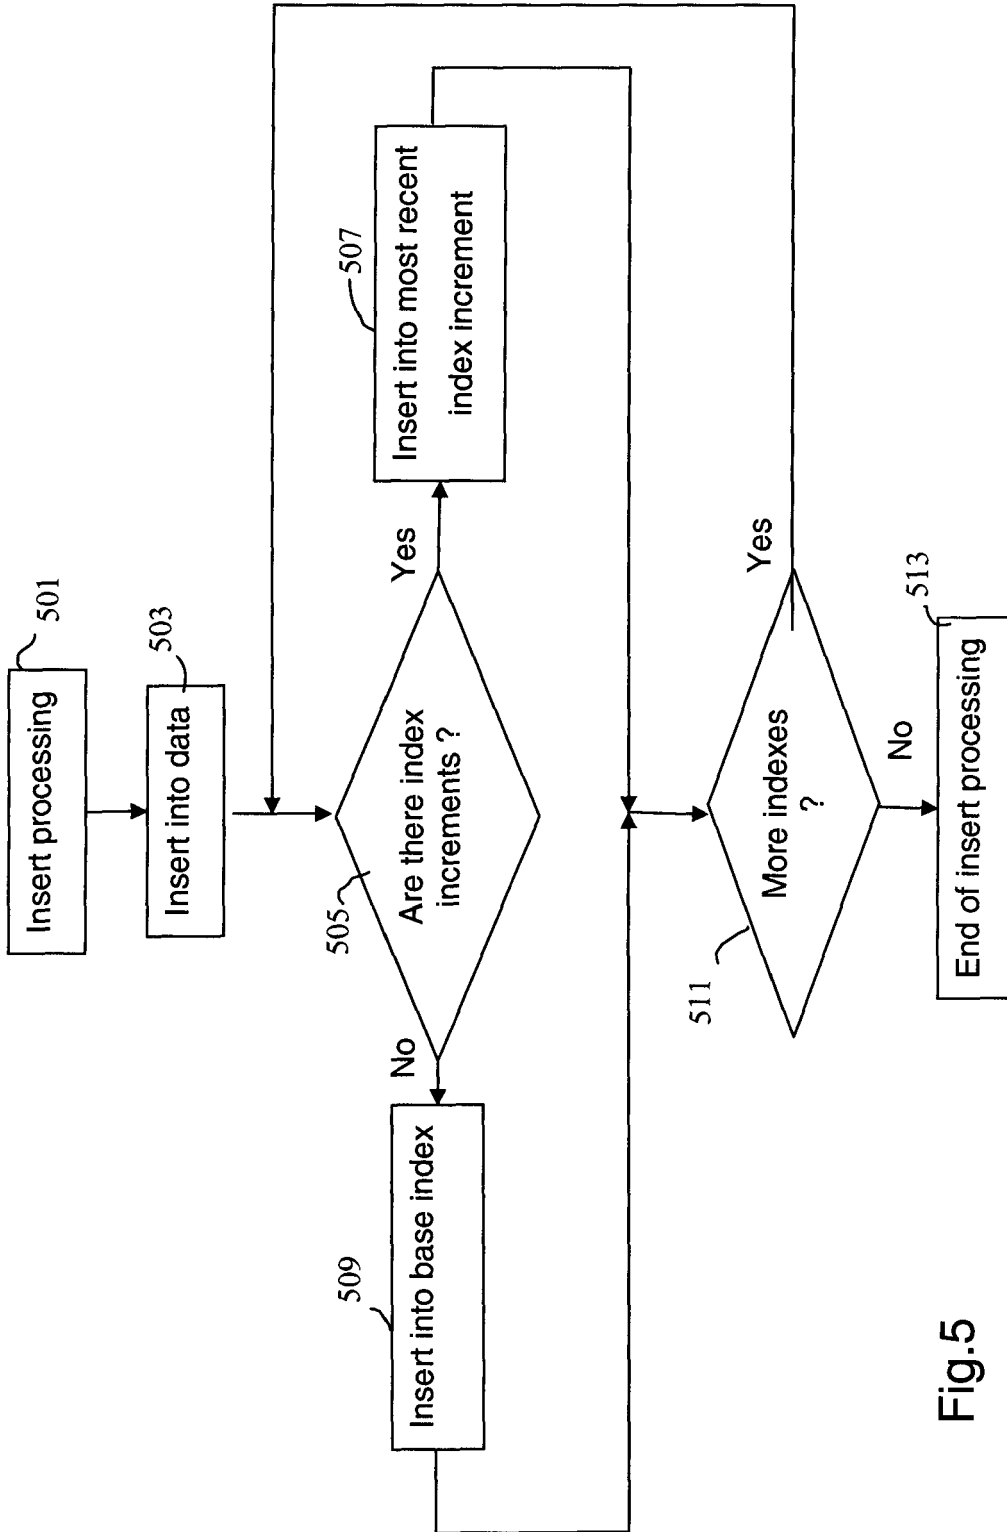 Insert processing
501
Insert into data
503
Are there index
increments ?
505
Yes
No
Insert into most recent
index increment
507
Insert into base index
509
More indexes
?
511
Yes
No
End of insert processing
513
Fig.5